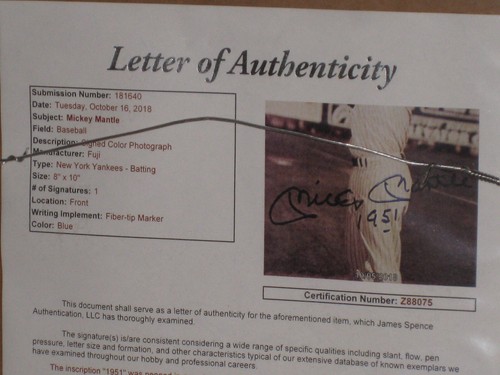 Letter of Authenticity
Submission Number: 181640
Date: Tuesday, October 16, 2018
Subject: Mickey Mantle
Field: Baseball
Description: Signed Color Photograph
Manufacturer: Fuji
Type: New York Yankees - Batting
Size: 8" x 10"
# of Signatures: 1
Location: Front
Writing Implement: Fiber-tip Marker
Color: Blue
Mickey Mantle
1951
Certification Number: Z88075
This document shall serve as a letter of authenticity for the aforementioned item, which James Spence
Authentication, LLC has thoroughly examined.
The signature(s) is/are consistent considering a wide range of specific qualities including slant, flow, pen
pressure, letter size and formation, and other characteristics typical of our extensive database of known exemplars we
have examined throughout our hobby and professional careers.
The inscription "1951" was